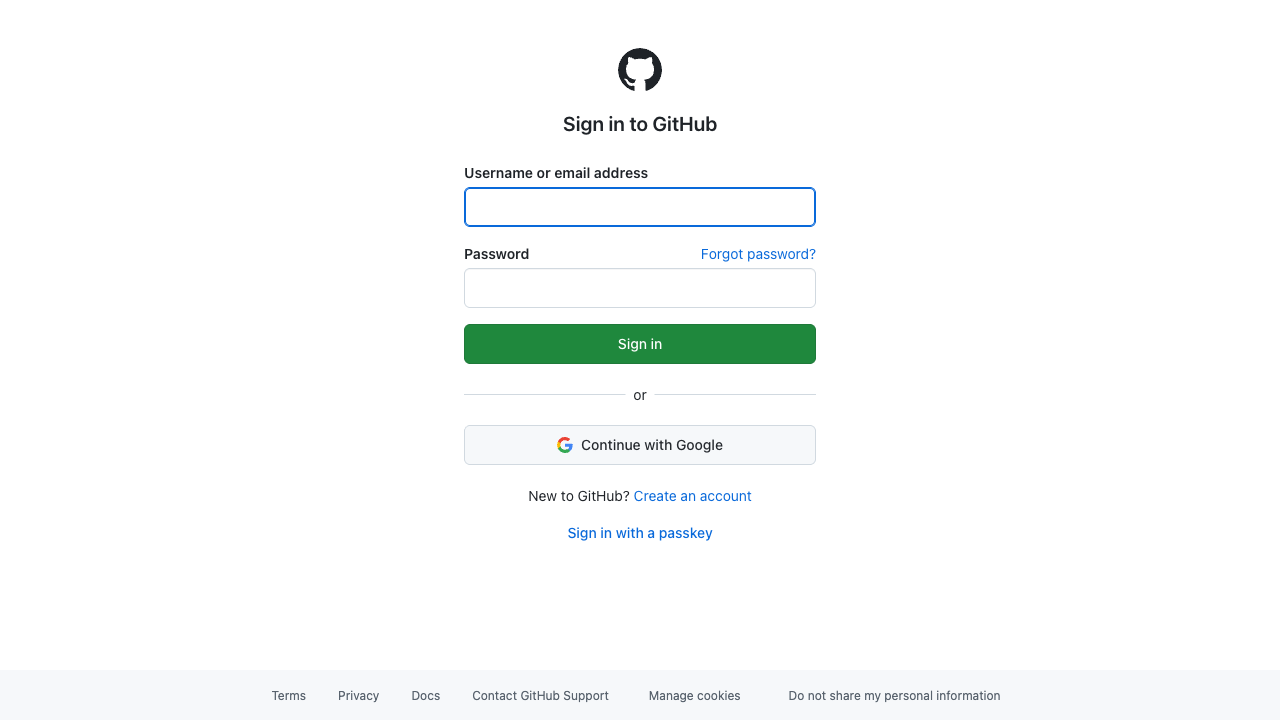 Sign in to GitHub
Username or email address
Password Forgot password?
Sign in
or
Continue with Google
New to GitHub? Create an account
Sign in with a passkey
Terms Privacy Docs Contact GitHub Support Manage cookies Do not share my personal information